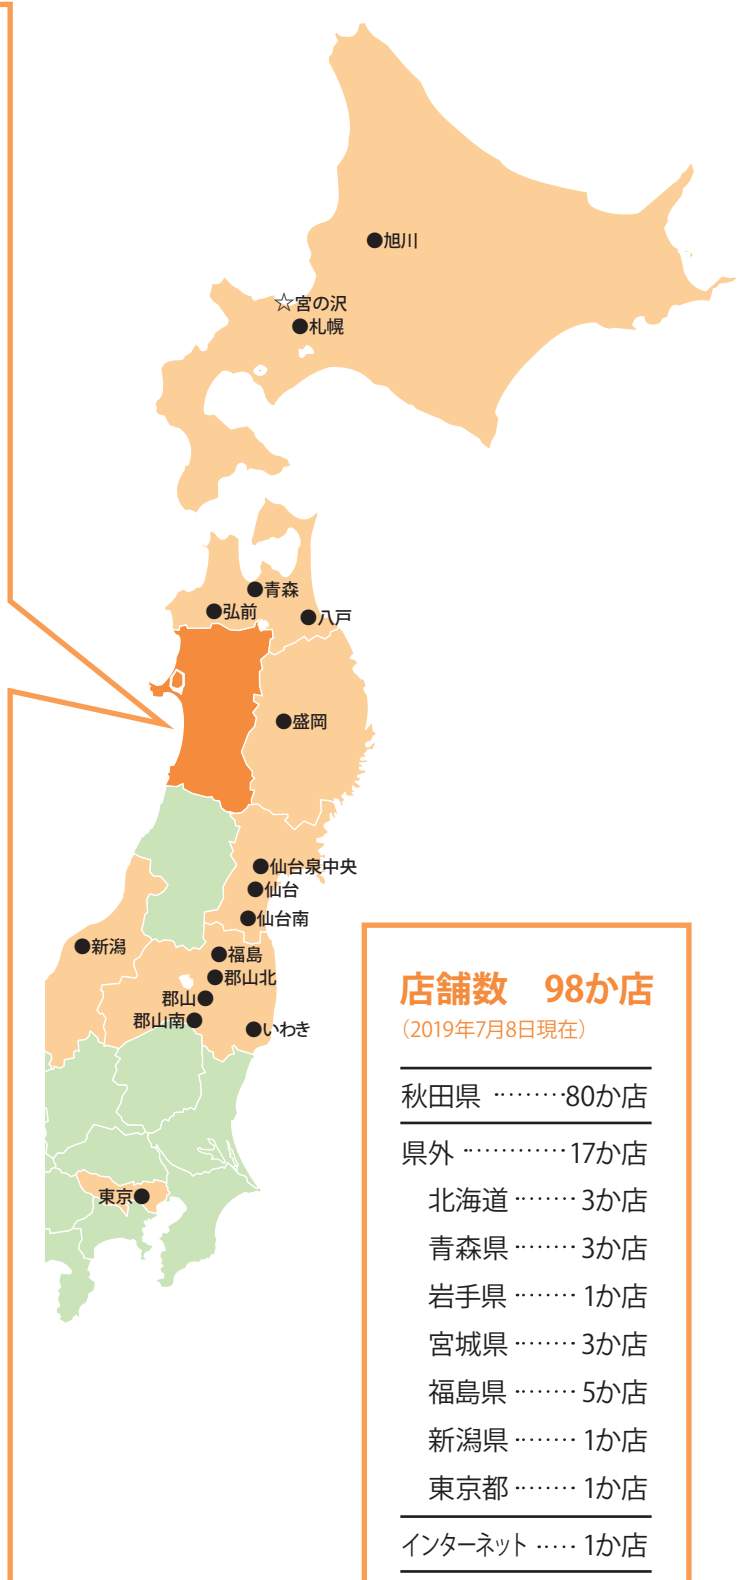 ●旭川
☆宮の沢
●札幌
●青森
●弘前
●八戸
●盛岡
●仙台泉中央
●仙台
●仙台南
●新潟
●福島
●郡山北
郡山●
郡山南●
●いわき
東京●
店舗数　98か店
（2019年7月8日現在）
秋田県 ········80か店
県外 ············ 17か店
北海道 ······· 3か店
青森県 ······· 3か店
岩手県 ······· 1か店
宮城県 ······· 3か店
福島県 ······· 5か店
新潟県 ······· 1か店
東京都 ······· 1か店
インターネット ····· 1か店